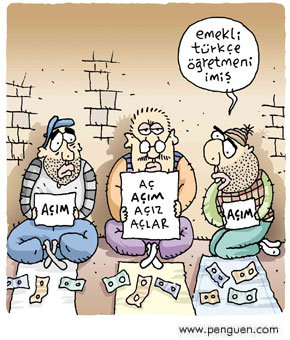 emekli
türkçe
öğretmeni
imiş
AÇIM
AÇ
AÇIM
AÇIZ
AÇLAR
AÇIM
www.penguen.com